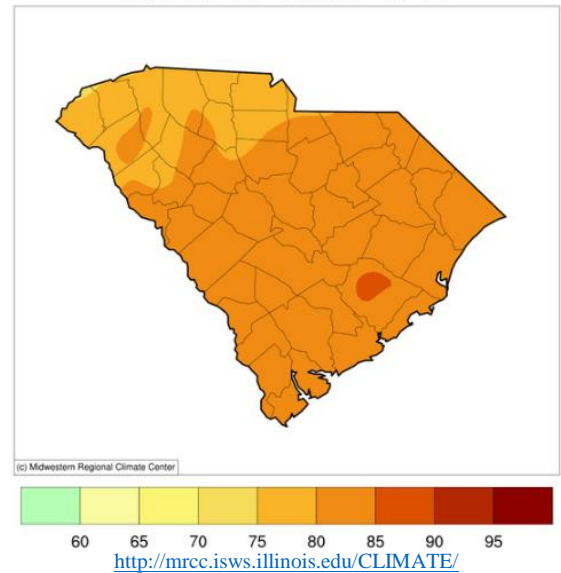 (c) Midwestern Regional Climate Center
60 65 70 75 80 85 90 95
http://mrcc.isws.illinois.edu/CLIMATE/